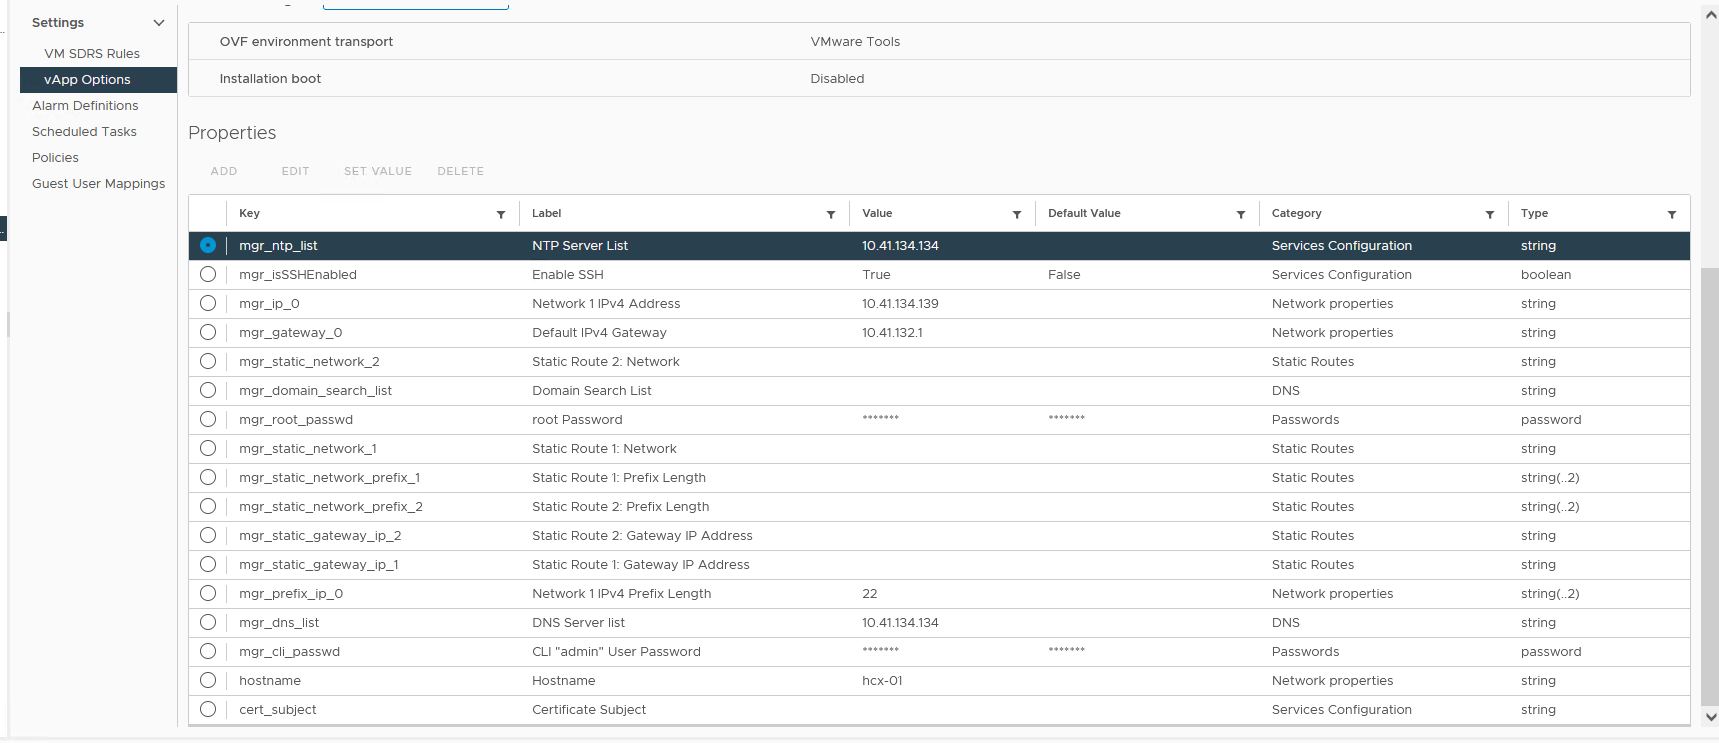 Settings
VM SDRS Rules
vApp Options
Alarm Definitions
Scheduled Tasks
Policies
Guest User Mappings
OVF environment transport VMware Tools
Installation boot Disabled
Properties
ADD EDIT SET VALUE DELETE
Key Label Value Default Value Category Type
mgr_ntp_list NTP Server List 10.41.134.134 Services Configuration string
mgr_isSSHEnabled Enable SSH True False Services Configuration boolean
mgr_ip_0 Network 1 IPv4 Address 10.41.134.139 Network properties string
mgr_gateway_0 Default IPv4 Gateway 10.41.132.1 Network properties string
mgr_static_network_2 Static Route 2: Network Static Routes string
mgr_domain_search_list Domain Search List DNS string
mgr_root_passwd root Password ******* ******* Passwords password
mgr_static_network_1 Static Route 1: Network Static Routes string
mgr_static_network_prefix_1 Static Route 1: Prefix Length Static Routes string(..2)
mgr_static_network_prefix_2 Static Route 2: Prefix Length Static Routes string(..2)
mgr_static_gateway_ip_2 Static Route 2: Gateway IP Address Static Routes string
mgr_static_gateway_ip_1 Static Route 1: Gateway IP Address Static Routes string
mgr_prefix_ip_0 Network 1 IPv4 Prefix Length 22 Network properties string(..2)
mgr_dns_list DNS Server list 10.41.134.134 DNS string
mgr_cli_passwd CLI "admin" User Password ******* ******* Passwords password
hostname Hostname hcx-01 Network properties string
cert_subject Certificate Subject Services Configuration string